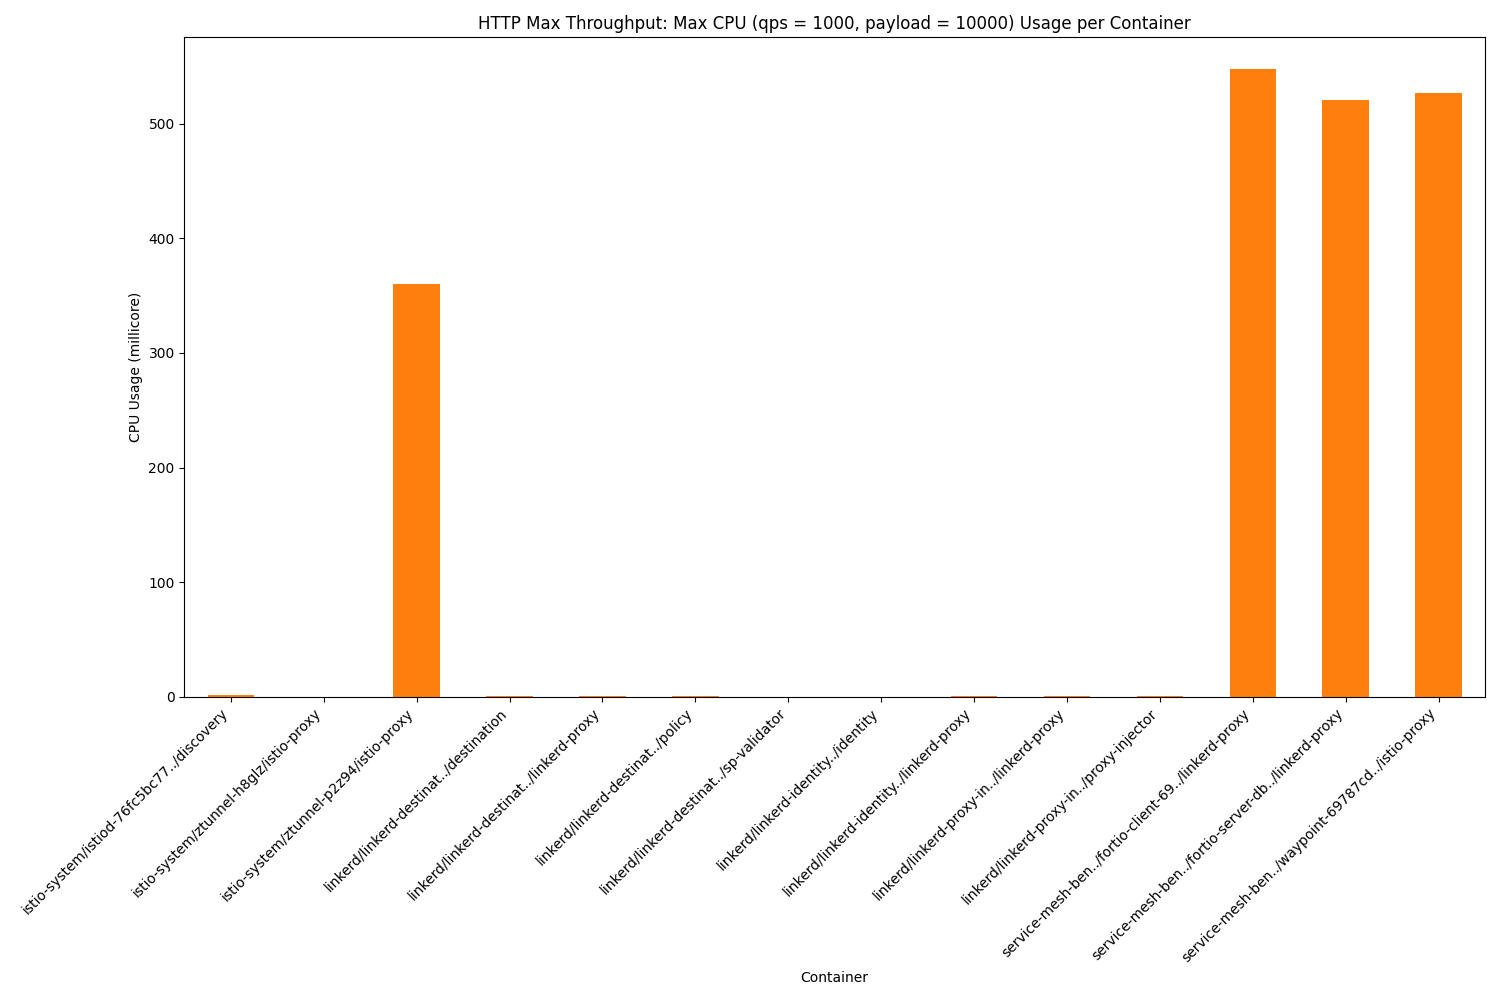 HTTP Max Throughput: Max CPU (qps = 1000, payload = 10000) Usage per Container
CPU Usage (millicore)
500
400
300
200
100
0
istio-system/istiod-76fc5bc77../discovery
istio-system/ztunnel-h8glz/istio-proxy
istio-system/ztunnel-p2z94/istio-proxy
linkerd/linkerd-destinat../destination
linkerd/linkerd-destinat../linkerd-proxy
linkerd/linkerd-destinat../policy
linkerd/linkerd-destinat../sp-validator
linkerd/linkerd-identity../identity
linkerd/linkerd-identity../linkerd-proxy
linkerd/linkerd-proxy-in../linkerd-proxy
linkerd/linkerd-proxy-in../proxy-injector
service-mesh-ben../fortio-client-69../linkerd-proxy
service-mesh-ben../fortio-server-db../linkerd-proxy
service-mesh-ben../waypoint-69787cd../istio-proxy
Container